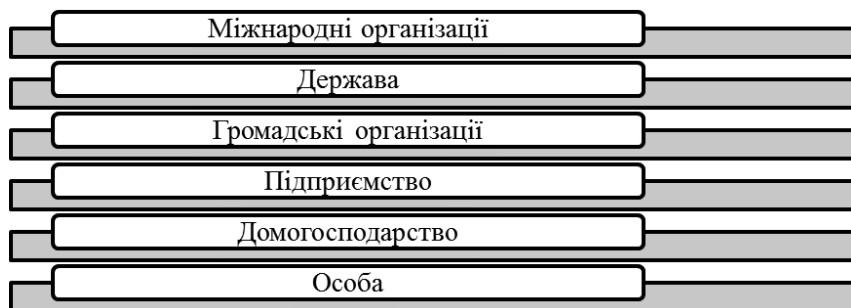 Міжнародні організації
Держава
Громадські організації
Підприємство
Домогосподарство
Особа